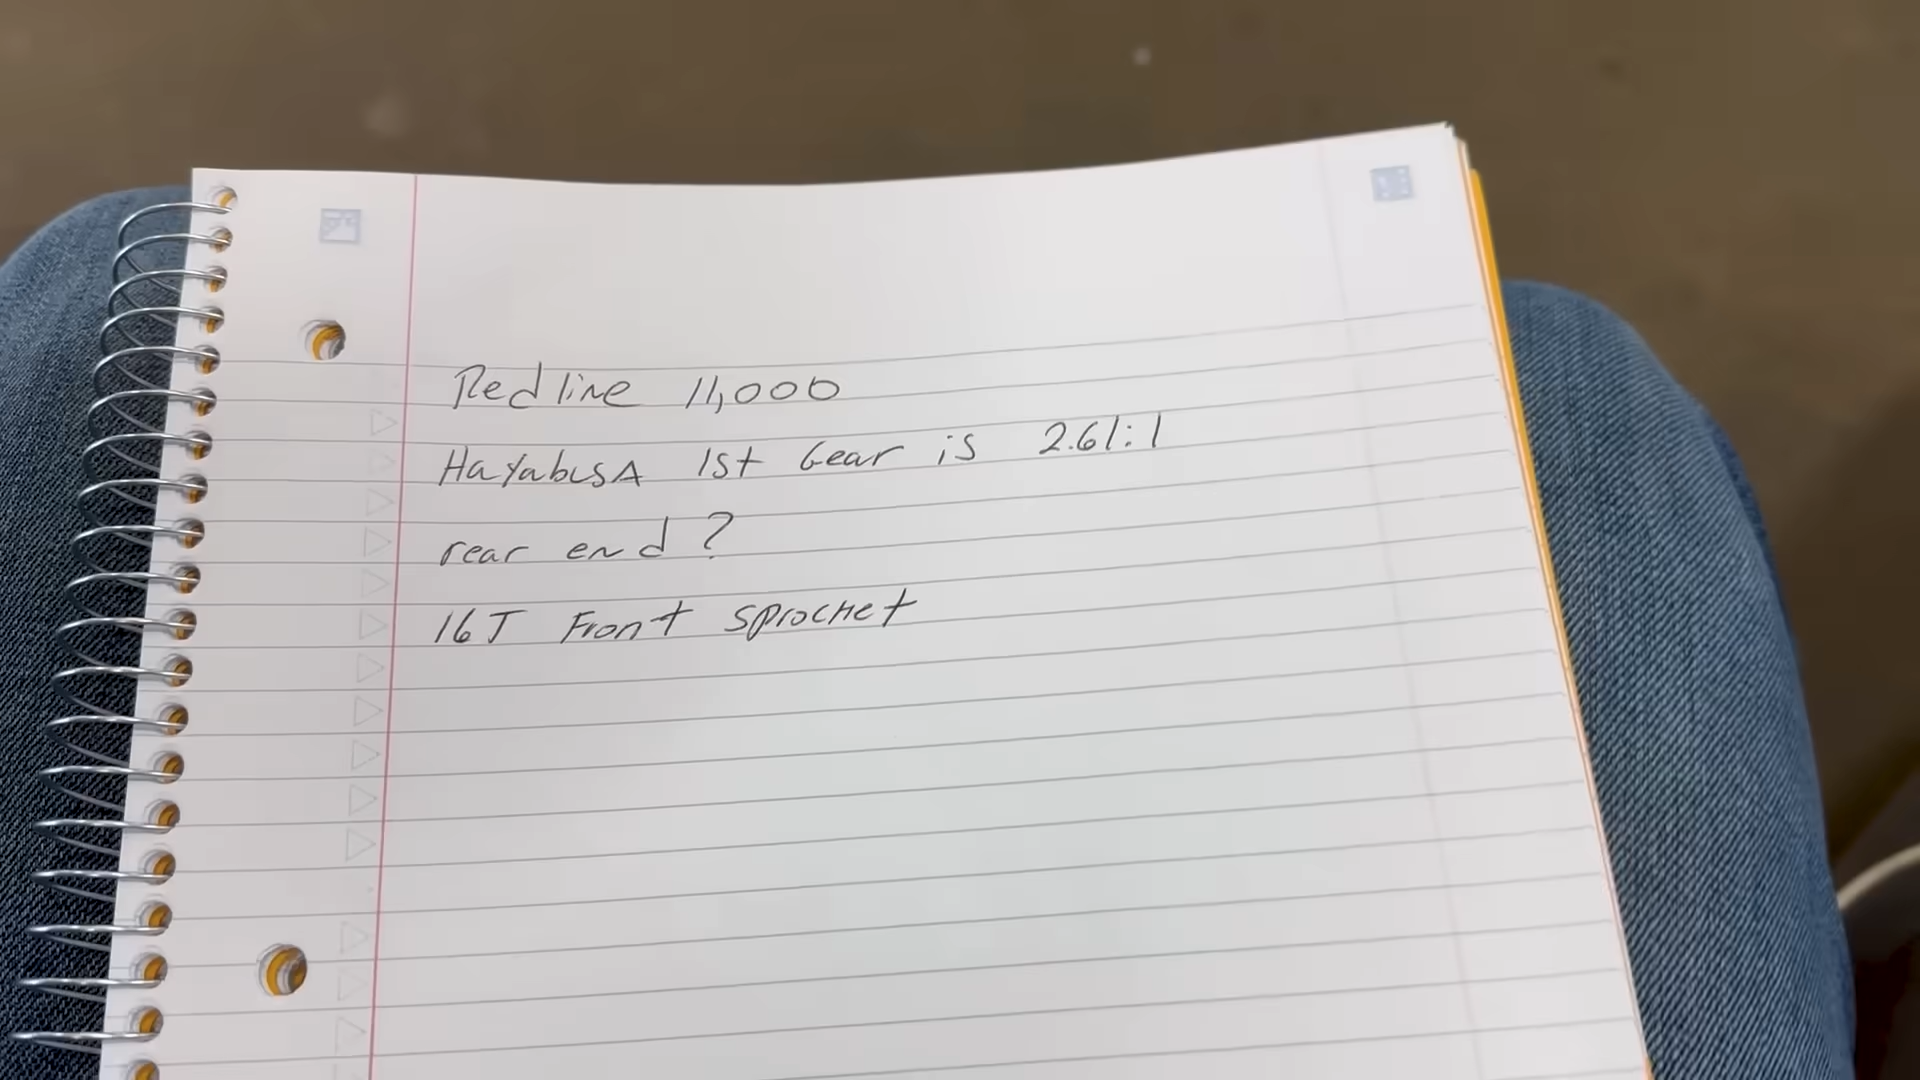 Redline 11,000
HayabusA 1st Gear is 2.61:1
rear end ?
16T Front Sprocket